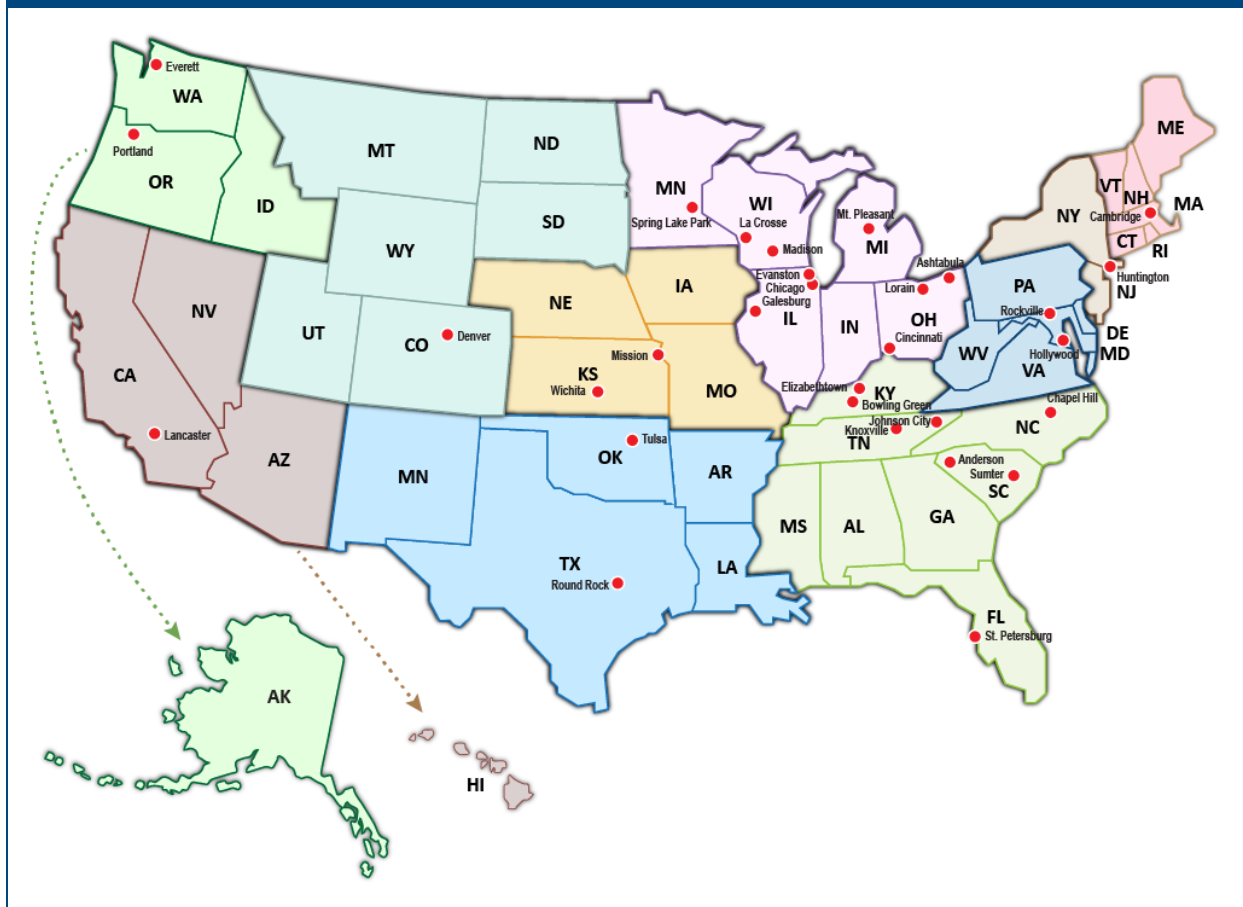 Everett
WA
ME
Portland
MT
ND
VT
OR
MN
NH
MA
ID
WI
NY
Cambridge
Spring Lake Park
La Crosse
Mt. Pleasant
SD
CT
RI
WY
Madison
MI
Ashtabula
Evanston
Huntington
Chicago
Lorain
PA
NJ
NE
IA
Galesburg
Rockville
NV
IL
IN
OH
DE
UT
CO
Denver
Cincinnati
MD
Mission
WV
Hollywood
CA
KS
VA
Wichita
MO
Elizabethtown
KY
Chapel Hill
Bowling Green
Johnson City
Lancaster
Knoxville
NC
Tulsa
TN
AZ
OK
Anderson
MN
AR
Sumter
SC
GA
MS
AL
TX
LA
Round Rock
FL
St. Petersburg
AK
HI